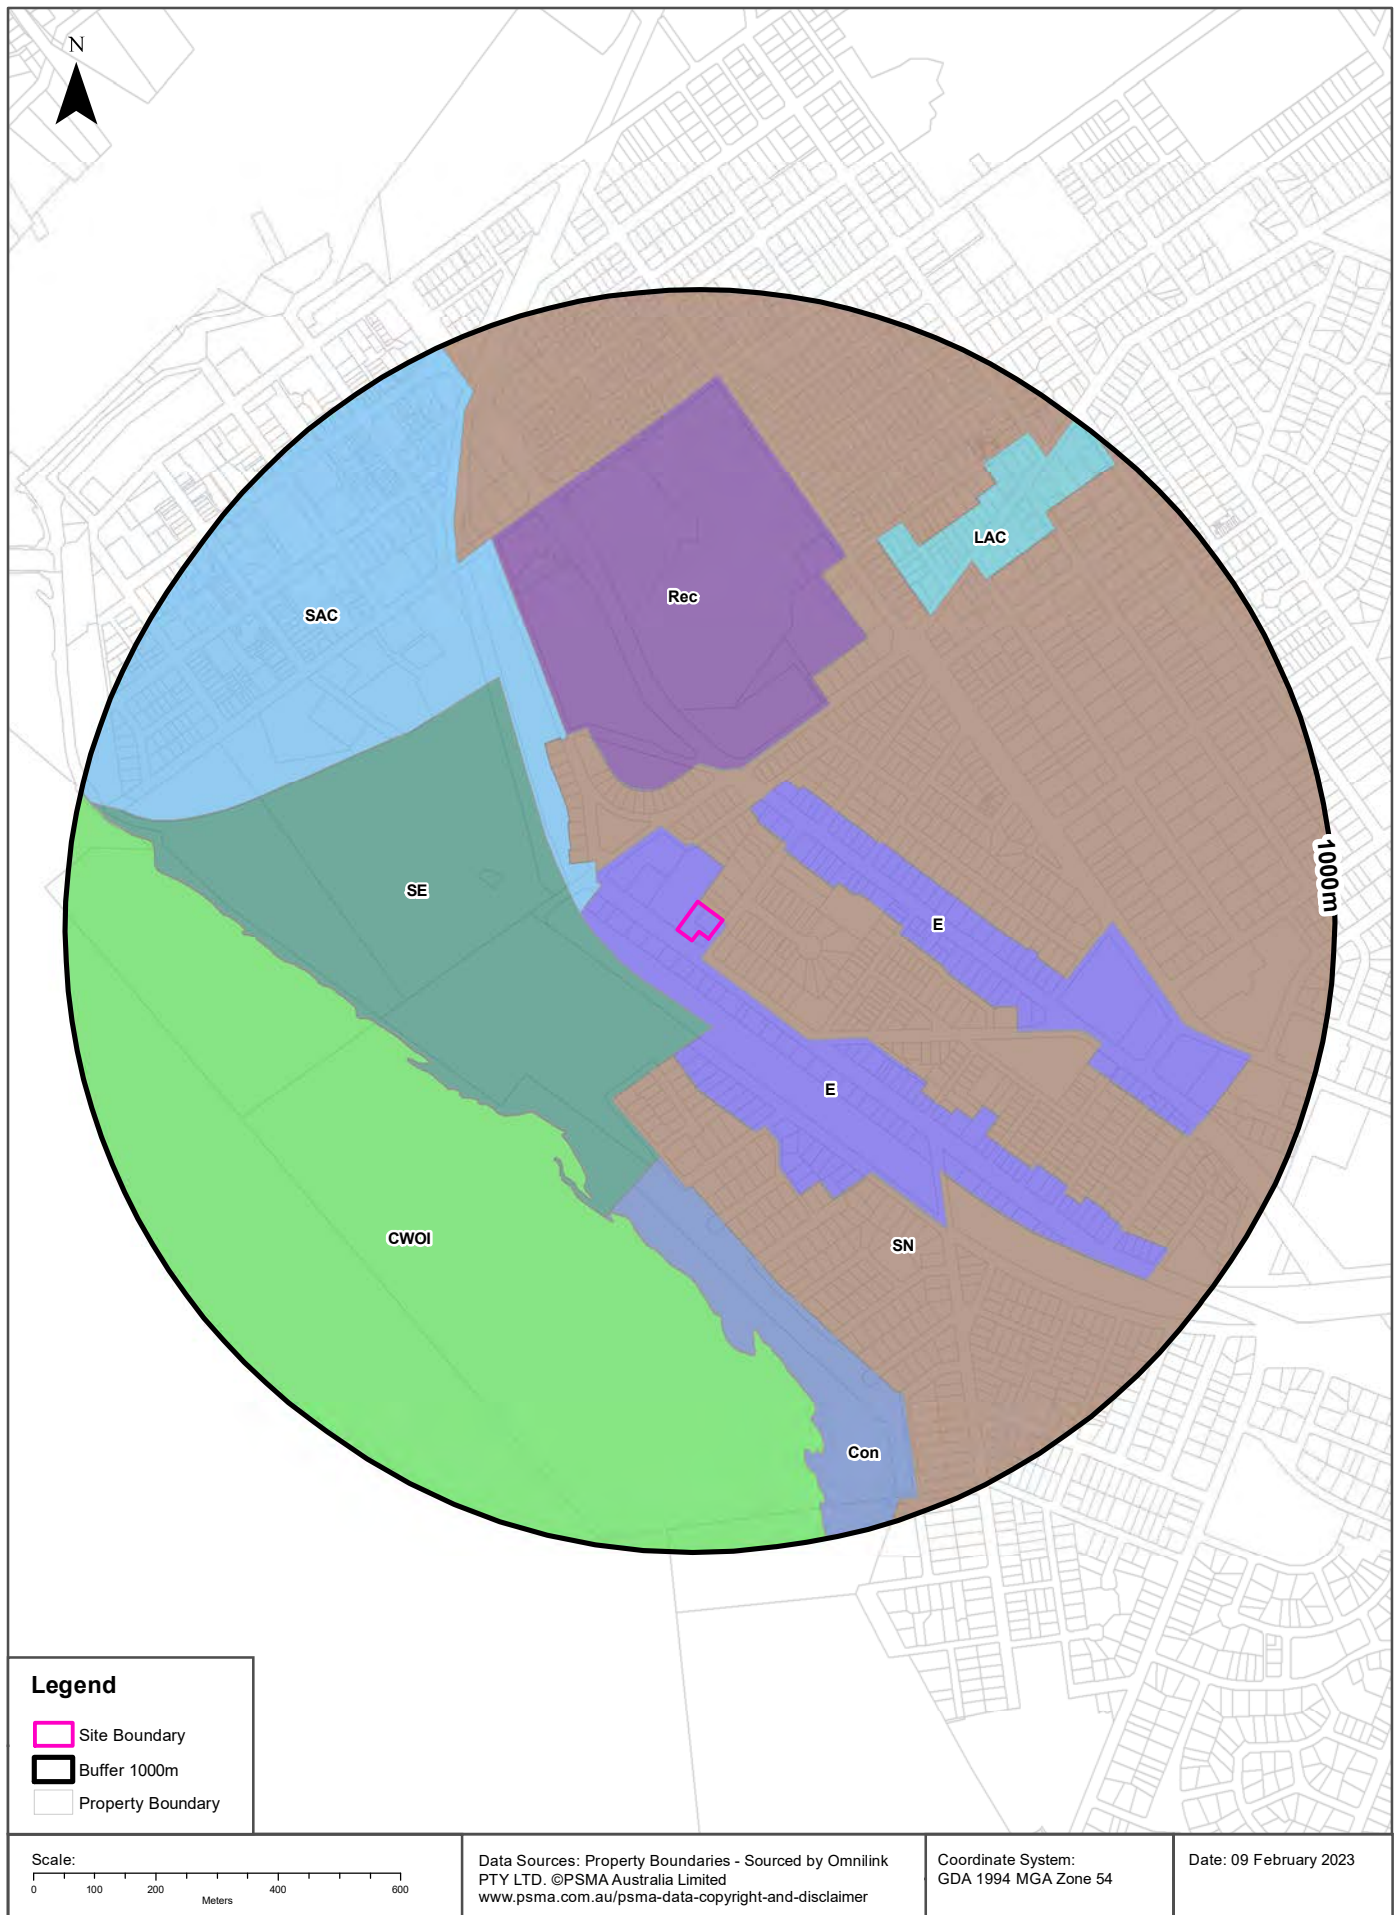 N
SAC
Rec
LAC
1000m
SE
E
E
CWOI
SN
Con
Legend
Site Boundary
Buffer 1000m
Property Boundary
Scale:
0 100 200 400 600
Meters
Data Sources: Property Boundaries - Sourced by Omnilink
PTY LTD. ©PSMA Australia Limited
www.psma.com.au/psma-data-copyright-and-disclaimer
Coordinate System:
GDA 1994 MGA Zone 54
Date: 09 February 2023